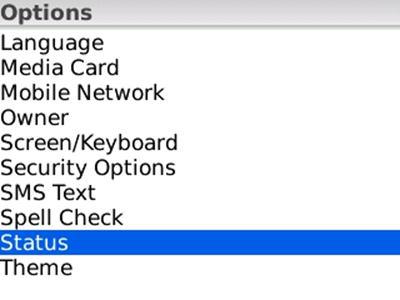 Options
Language
Media Card
Mobile Network
Owner
Screen/Keyboard
Security Options
SMS Text
Spell Check
Status
Theme